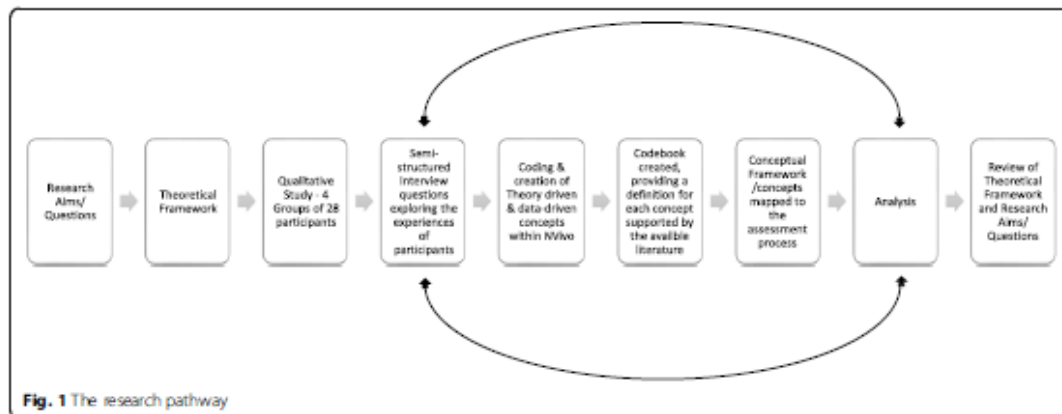 Research
Aims/
Questions
Theoretical
Framework
Qualitative
Study - 4
Groups of 28
participants
Semi-
structured
Interview
questions
exploring the
experiences
of
participants
Coding &
creation of
Theory driven
& data-driven
concepts
within NVivo
Codebook
created,
providing a
definition for
each concept
supported by
the availble
literature
Conceptual
Framework
/concepts
mapped to
the
assessment
process
Analysis
Review of
Theoretical
Framework
and Research
Aims/
Questions
Fig. 1 The research pathway